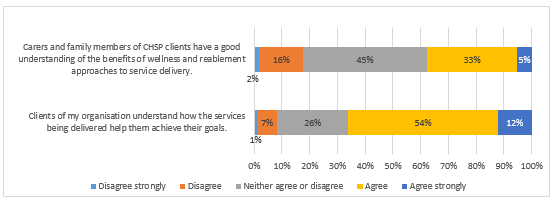 Carers and family members of CHSP clients have a good
understanding of the benefits of wellness and reablement
approaches to service delivery.
2% 16% 45% 33% 5%
Clients of my organisation understand how the services
being delivered help them achieve their goals.
1% 7% 26% 54% 12%
0% 10% 20% 30% 40% 50% 60% 70% 80% 90% 100%
Disagree strongly Disagree Neither agree or disagree Agree Agree strongly